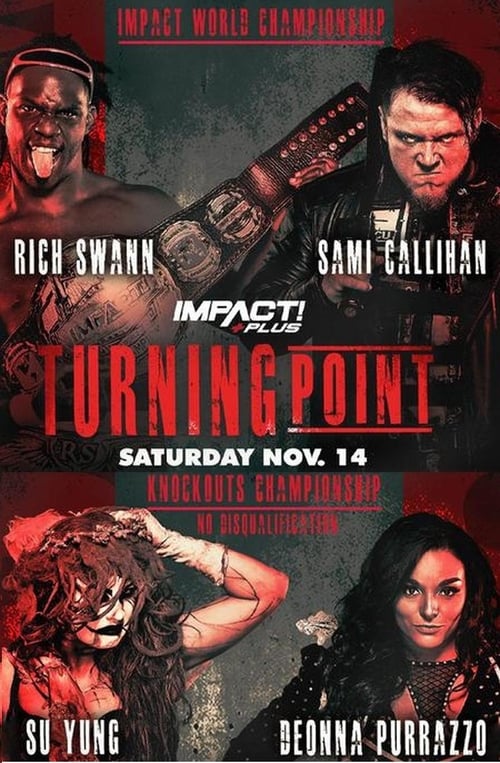 IMPACT WORLD CHAMPIONSHIP
RICH SWANN
SAMI CALLIHAN
IMPACT!
+PLUS
TURNING POINT
SATURDAY NOV. 14
KNOCKOUTS CHAMPIONSHIP
NO DISQUALIFICATION
SU YUNG
DEONNA PURRAZZO